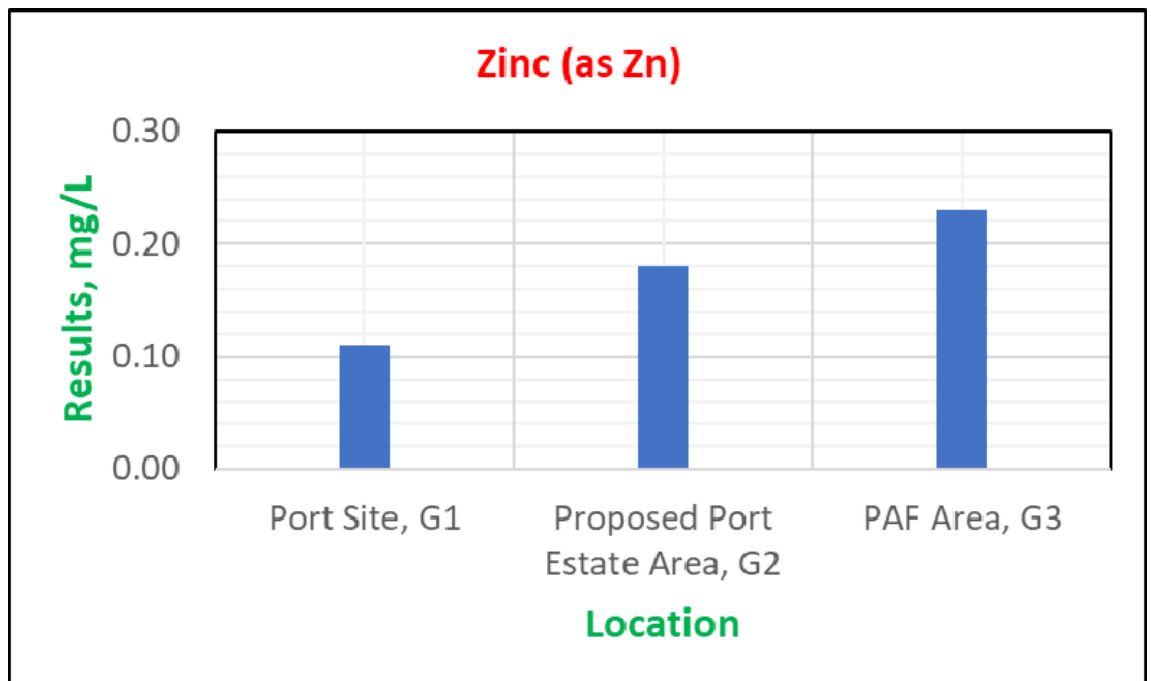 Zinc (as Zn)
Results, mg/L
0.30
0.20
0.10
0.00
Port Site, G1
Proposed Port
Estate Area, G2
PAF Area, G3
Location